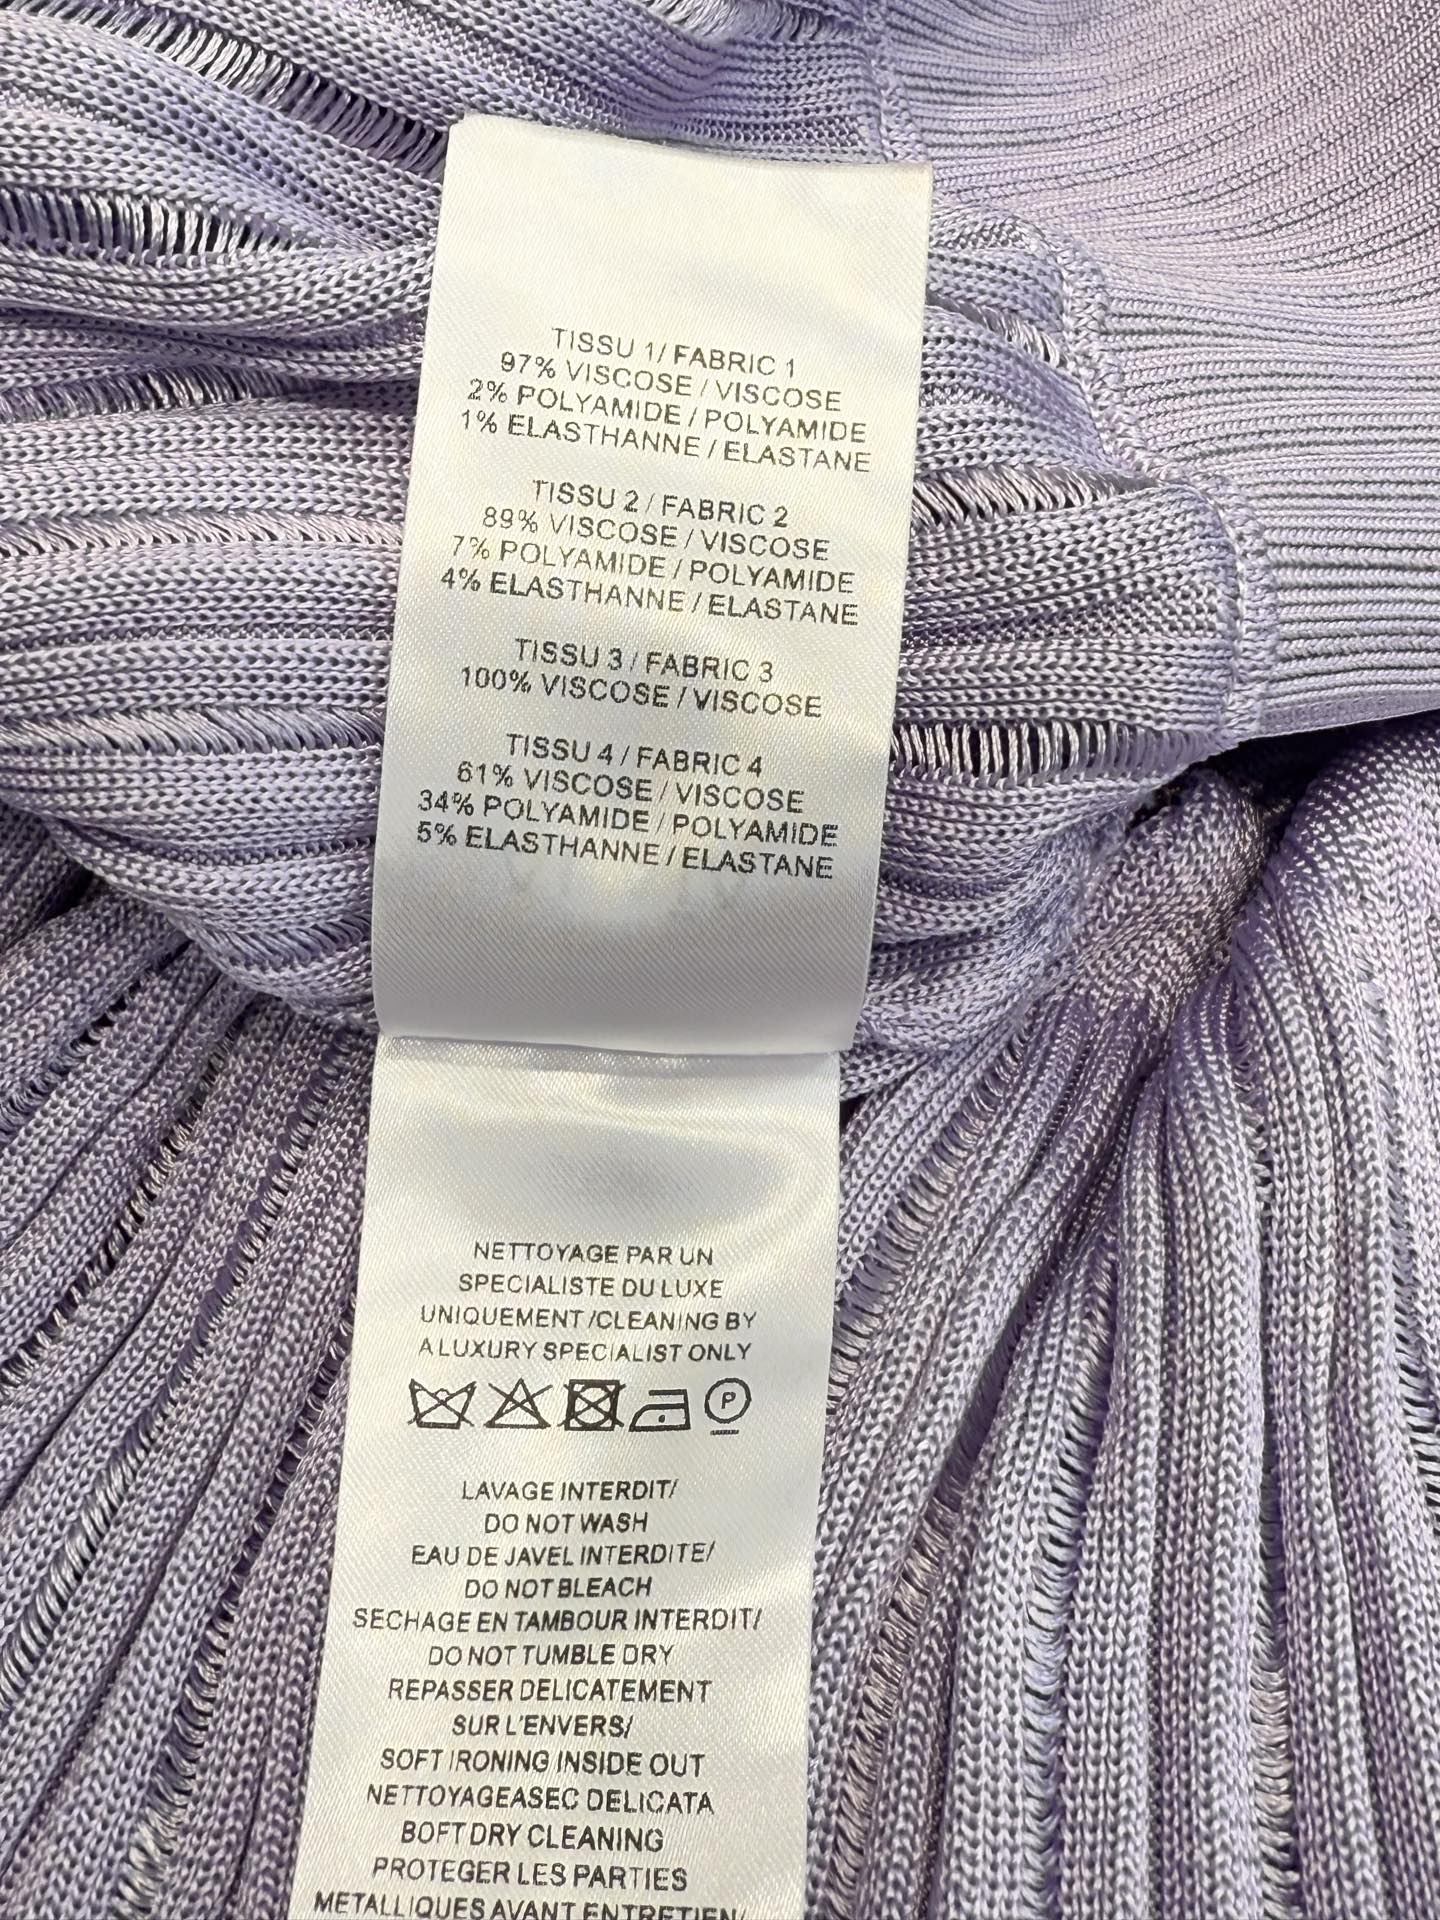 TISSU 1/ FABRIC 1
97% VISCOSE / VISCOSE
2% POLYAMIDE / POLYAMIDE
1% ELASTHANNE / ELASTANE
TISSU 2 / FABRIC 2
89% VISCOSE / VISCOSE
7% POLYAMIDE / POLYAMIDE
4% ELASTHANNE / ELASTANE
TISSU 3 / FABRIC 3
100% VISCOSE / VISCOSE
TISSU 4 / FABRIC 4
61% VISCOSE / VISCOSE
34% POLYAMIDE / POLYAMIDE
5% ELASTHANNE / ELASTANE
NETTOYAGE PAR UN
SPECIALISTE DU LUXE
UNIQUEMENT /CLEANING BY
A LUXURY SPECIALIST ONLY
P
LAVAGE INTERDIT/
DO NOT WASH
EAU DE JAVEL INTERDITE/
DO NOT BLEACH
SECHAGE EN TAMBOUR INTERDIT/
DO NOT TUMBLE DRY
REPASSER DELICATEMENT
SUR L'ENVERS/
SOFT IRONING INSIDE OUT
NETTOYAGEASEC DELICATA
BOFT DRY CLEANING
PROTEGER LES PARTIES
METALLIQUES AVANT ENTRETIEN/